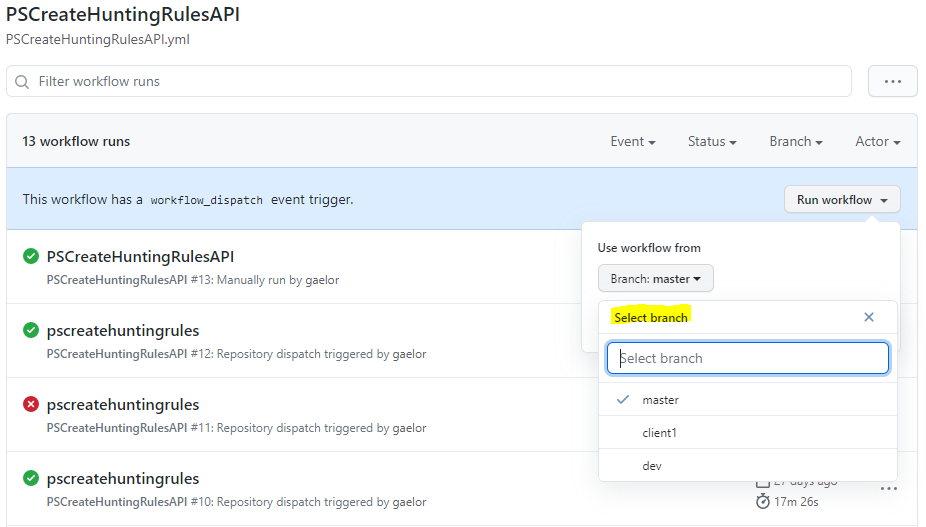 PSCreateHuntingRulesAPI
PSCreateHuntingRulesAPI.yml
Filter workflow runs
13 workflow runs
Event
Status
Branch
Actor
This workflow has a workflow_dispatch event trigger.
Run workflow
Use workflow from
Branch: master
Select branch
Select branch
master
client1
dev
PSCreateHuntingRulesAPI
PSCreateHuntingRulesAPI #13: Manually run by gaelor
pscreatehuntingrules
PSCreateHuntingRulesAPI #12: Repository dispatch triggered by gaelor
pscreatehuntingrules
PSCreateHuntingRulesAPI #11: Repository dispatch triggered by gaelor
pscreatehuntingrules
PSCreateHuntingRulesAPI #10: Repository dispatch triggered by gaelor
27 days ago
17m 26s